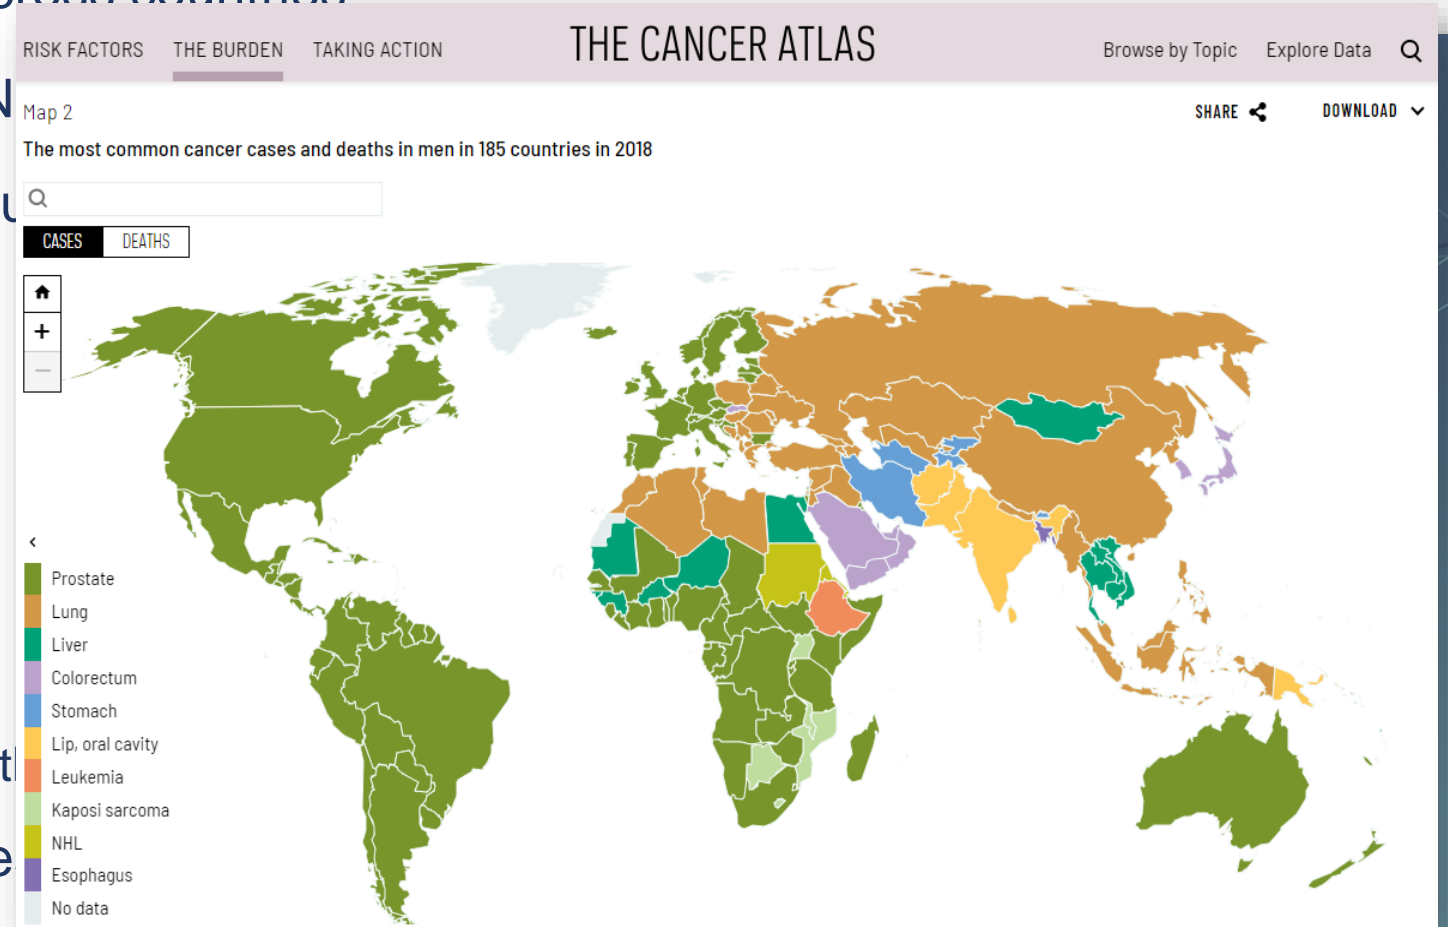 RISK FACTORS THE BURDEN TAKING ACTION THE CANCER ATLAS Browse by Topic Explore Data
Map 2
SHARE DOWNLOAD
The most common cancer cases and deaths in men in 185 countries in 2018
CASES DEATHS
Prostate
Lung
Liver
Colorectum
Stomach
Lip, oral cavity
Leukemia
Kaposi sarcoma
NHL
Esophagus
No data